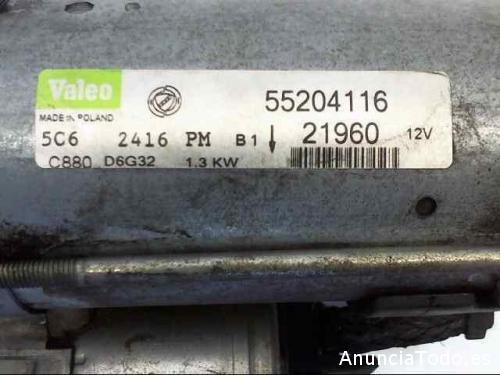 Valeo
55204116
MADE IN POLAND
5C6 2416 PM B1 21960 12V
C880 D6G32 1.3 KW
AnunciaTodo.es